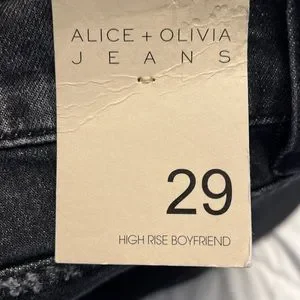 ALICE + OLIVIA
JEANS
29
HIGH RISE BOYFRIEND